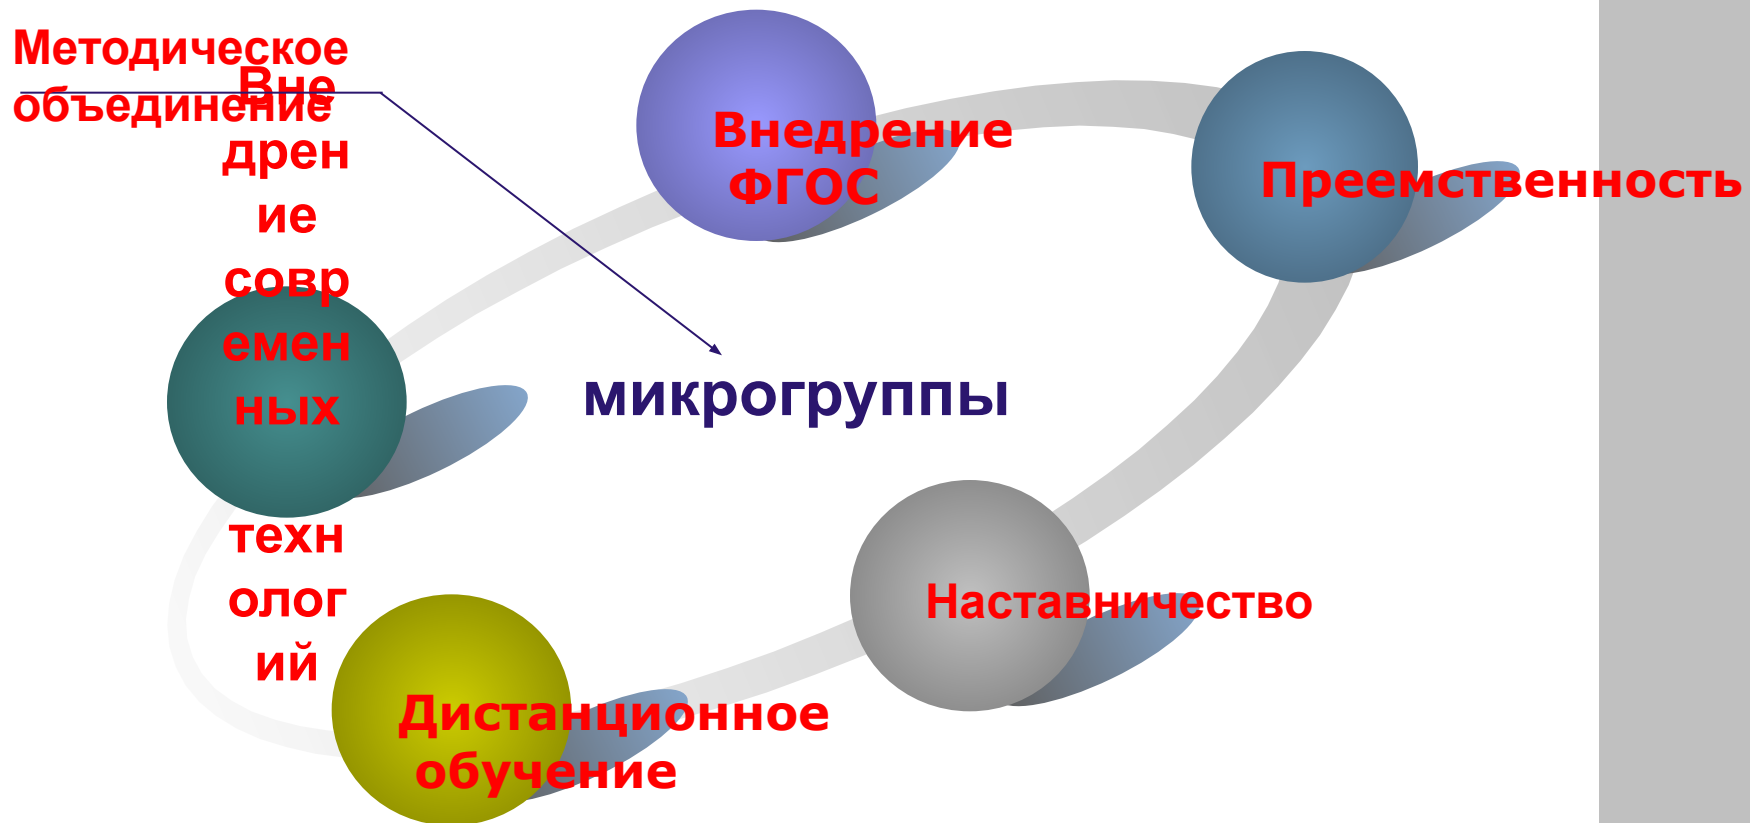 Методическое
объединение
Вне
дрен
ие
совр
емен
ных
техн
олог
ий
Внедрение
ФГОС
Преемственность
микрогруппы
Наставничество
Дистанционное
обучение